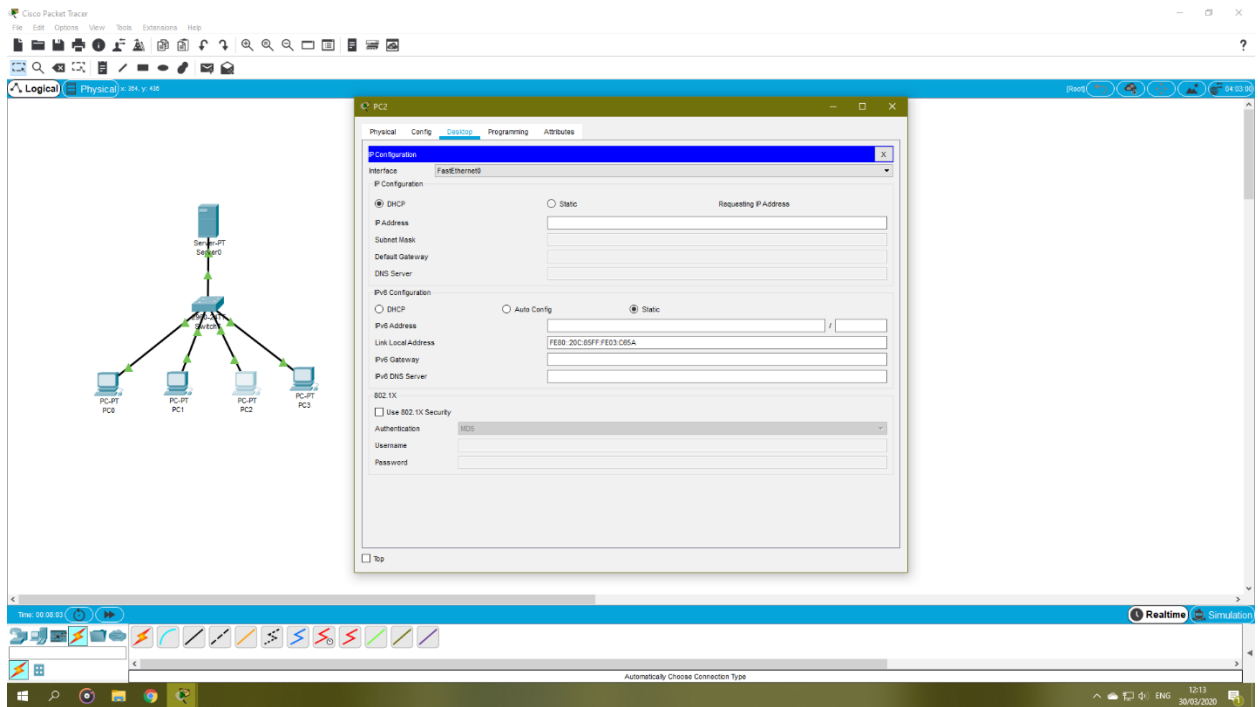 Cisco Packet Tracer
File Edit Options View Tools Extensions Help
?
Logical Physical x: 364, y: 436 [Root] 04:03:00
PC2
Physical Config Desktop Programming Attributes
IP Configuration X
Interface FastEthernet0
IP Configuration
DHCP Static Requesting IP Address
IP Address
Subnet Mask
Default Gateway
DNS Server
IPv6 Configuration
DHCP Auto Config Static
IPv6 Address /
Link Local Address FE80::20C:85FF:FE03:C65A
IPv6 Gateway
IPv6 DNS Server
802.1X
Use 802.1X Security
Authentication MD5
Username
Password
Top
Server-PT
Server0
2960-24TT
Switch1
PC-PT
PC0
PC-PT
PC1
PC-PT
PC2
PC-PT
PC3
Time: 00:08:03 Realtime Simulation
Automatically Choose Connection Type
ENG 12:13
30/03/2020